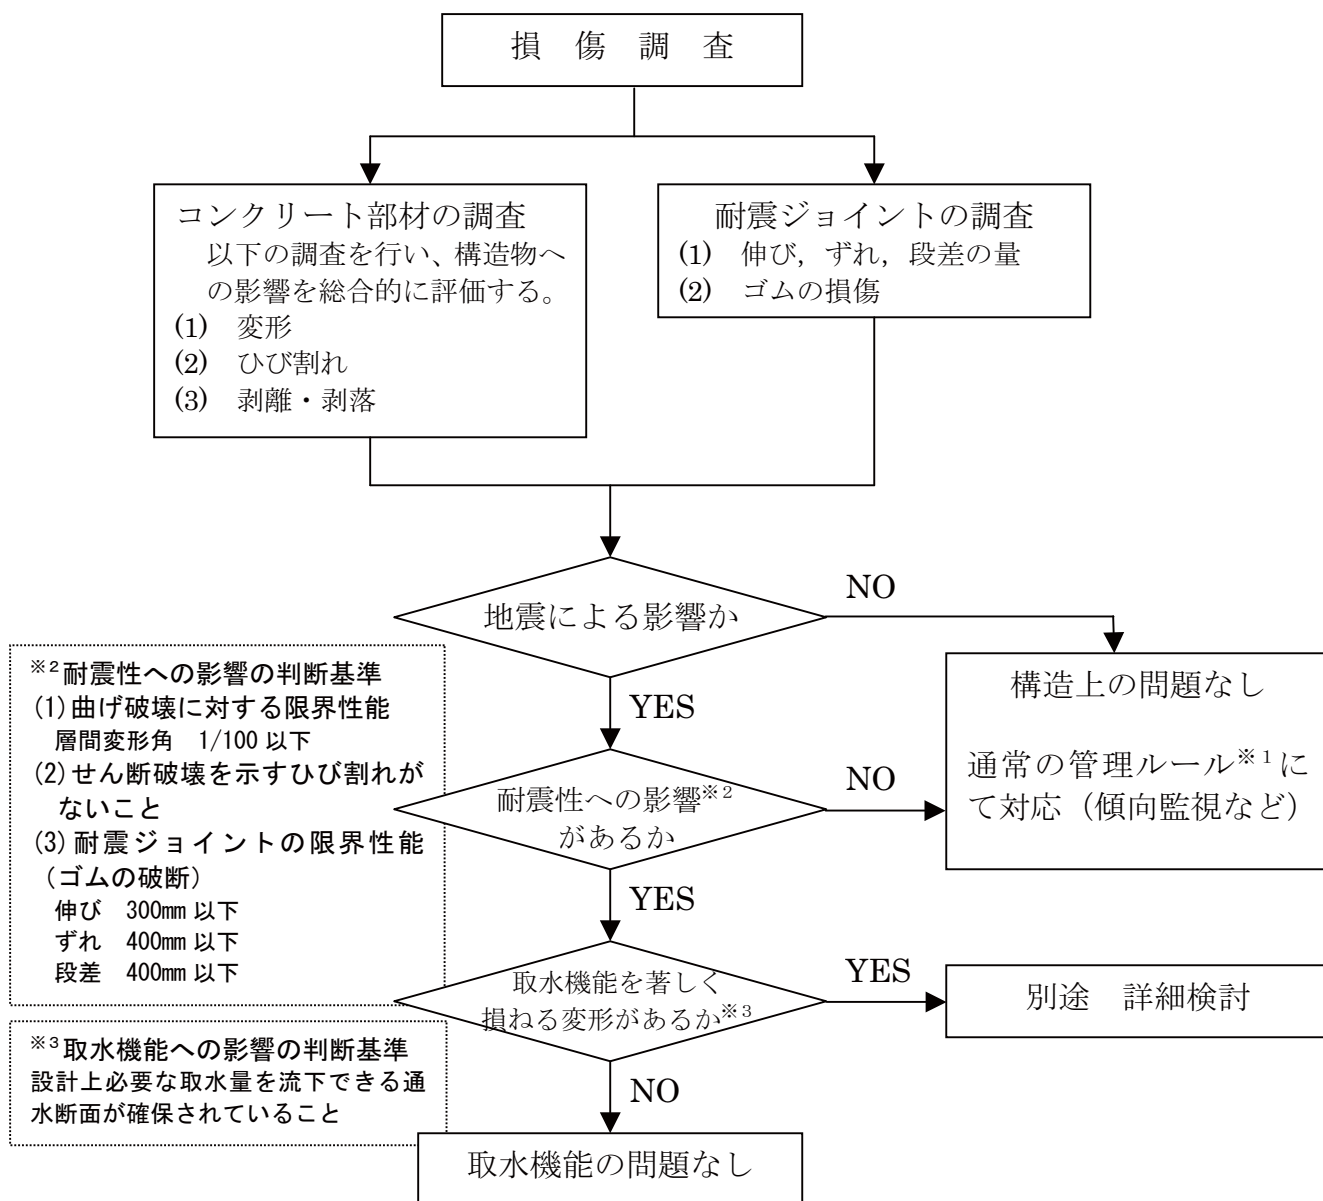 損 傷 調 査
コンクリート部材の調査
以下の調査を行い、構造物へ
の影響を総合的に評価する。
(1) 変形
(2) ひび割れ
(3) 剥離・剥落
耐震ジョイントの調査
(1) 伸び，ずれ，段差の量
(2) ゴムの損傷
地震による影響か
NO
YES
構造上の問題なし
通常の管理ルール※1に
て対応（傾向監視など）
※2耐震性への影響の判断基準
(1)曲げ破壊に対する限界性能
層間変形角 1/100 以下
(2)せん断破壊を示すひび割れが
ないこと
(3)耐震ジョイントの限界性能
（ゴムの破断）
伸び 300mm 以下
ずれ 400mm 以下
段差 400mm 以下
耐震性への影響※2
があるか
NO
YES
取水機能を著しく
損ねる変形があるか※3
YES
別途 詳細検討
※3取水機能への影響の判断基準
設計上必要な取水量を流下できる通
水断面が確保されていること
NO
取水機能の問題なし